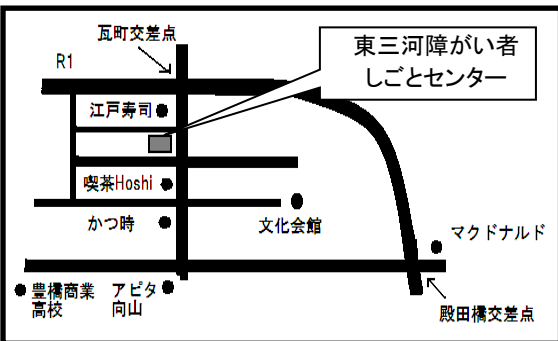 瓦町交差点
R1
東三河障がい者
しごとセンター
江戸寿司
喫茶Hoshi
かつ時
文化会館
マクドナルド
豊橋商業
高校
アピタ
向山
殿田橋交差点